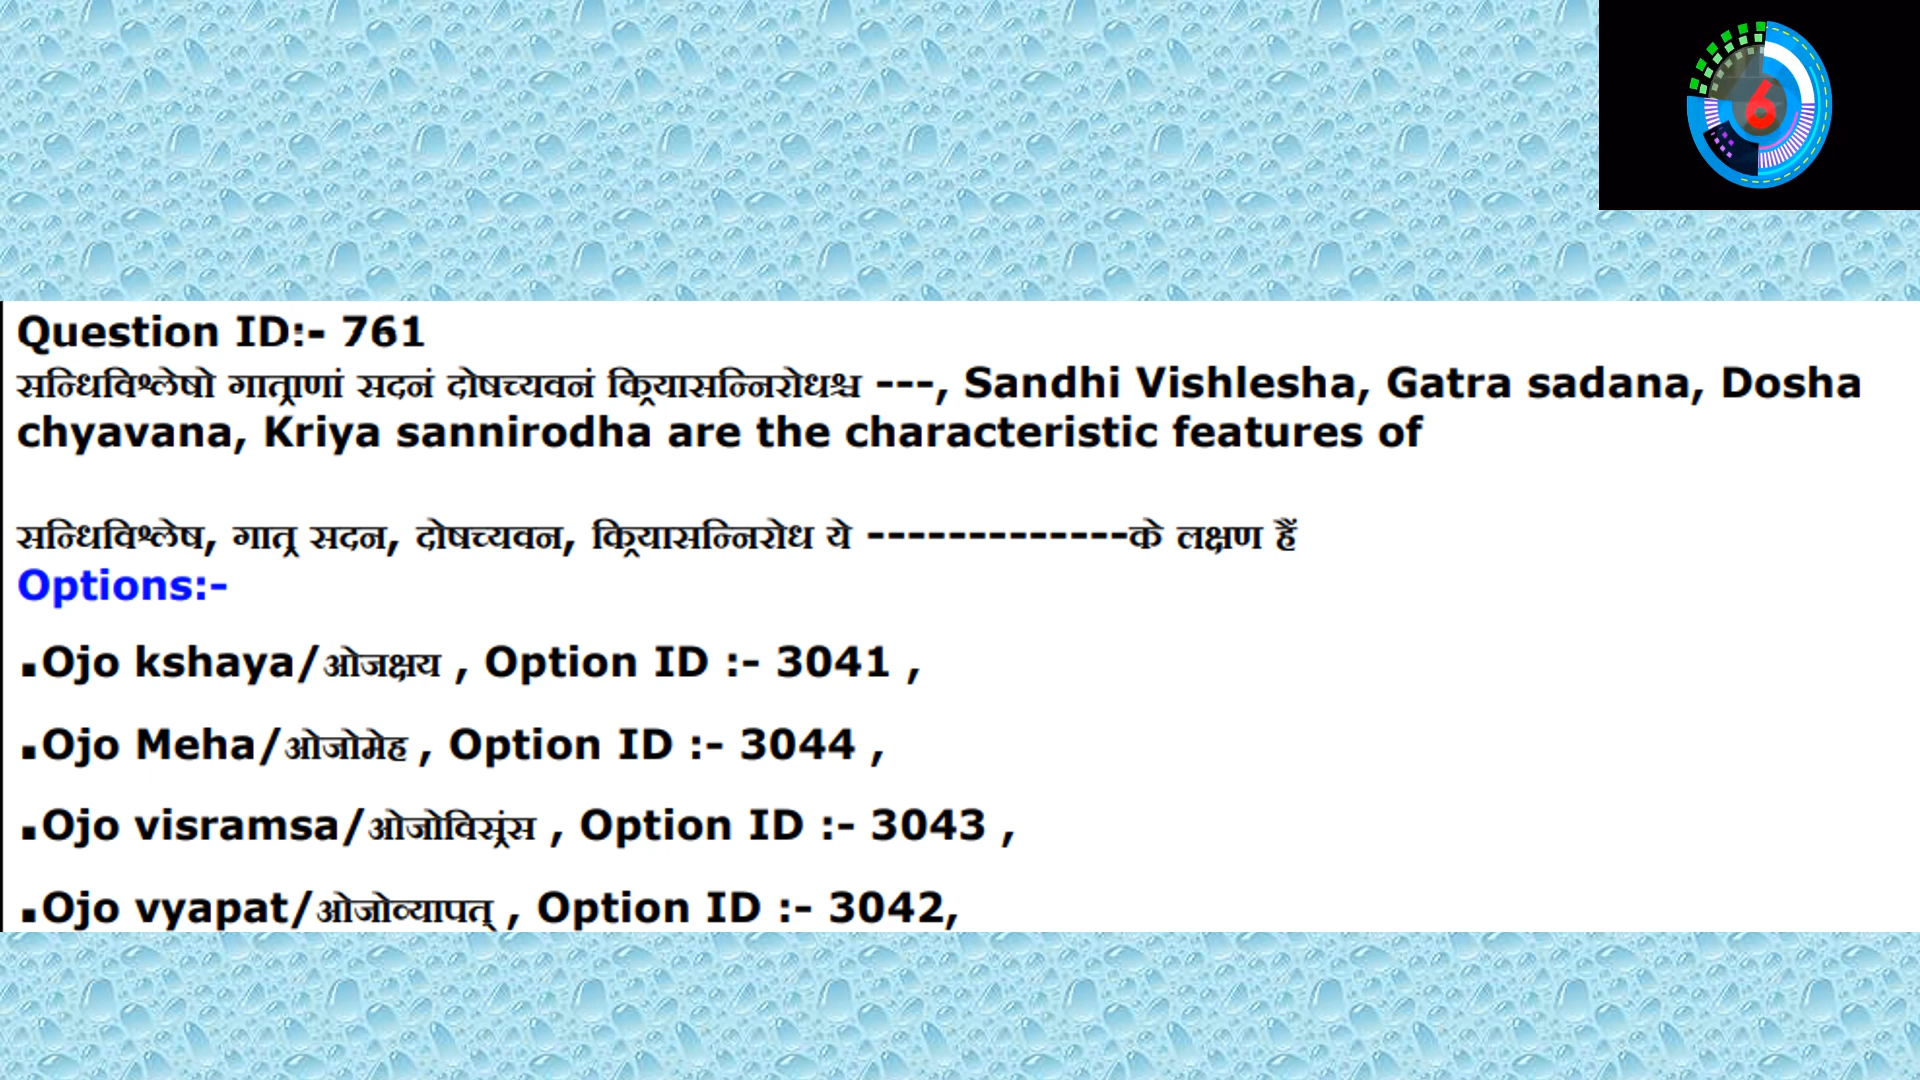 6
Question ID:- 761
सन्धिविश्लेषो गात्राणां सदनं दोषच्यवनं क्रियासन्निरोधश्च ---, Sandhi Vishlesha, Gatra sadana, Dosha
chyavana, Kriya sannirodha are the characteristic features of
सन्धिविश्लेष, गात्र सदन, दोषच्यवन, क्रियासन्निरोध ये -------------के लक्षण हैं
Options:-
▪Ojo kshaya/ओजक्षय , Option ID :- 3041 ,
▪Ojo Meha/ओजोमेह , Option ID :- 3044 ,
▪Ojo visramsa/ओजोविस्रंस , Option ID :- 3043 ,
▪Ojo vyapat/ओजोव्यापत् , Option ID :- 3042,